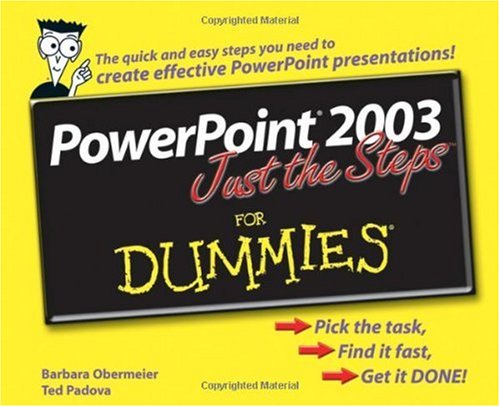 Copyrighted Material
The quick and easy steps you need to
create effective PowerPoint presentations!
PowerPoint® 2003
Just the Steps™
FOR
DUMMIES®
Pick the task,
Find it fast,
Get it DONE!
Barbara Obermeier
Ted Padova
Copyrighted Material